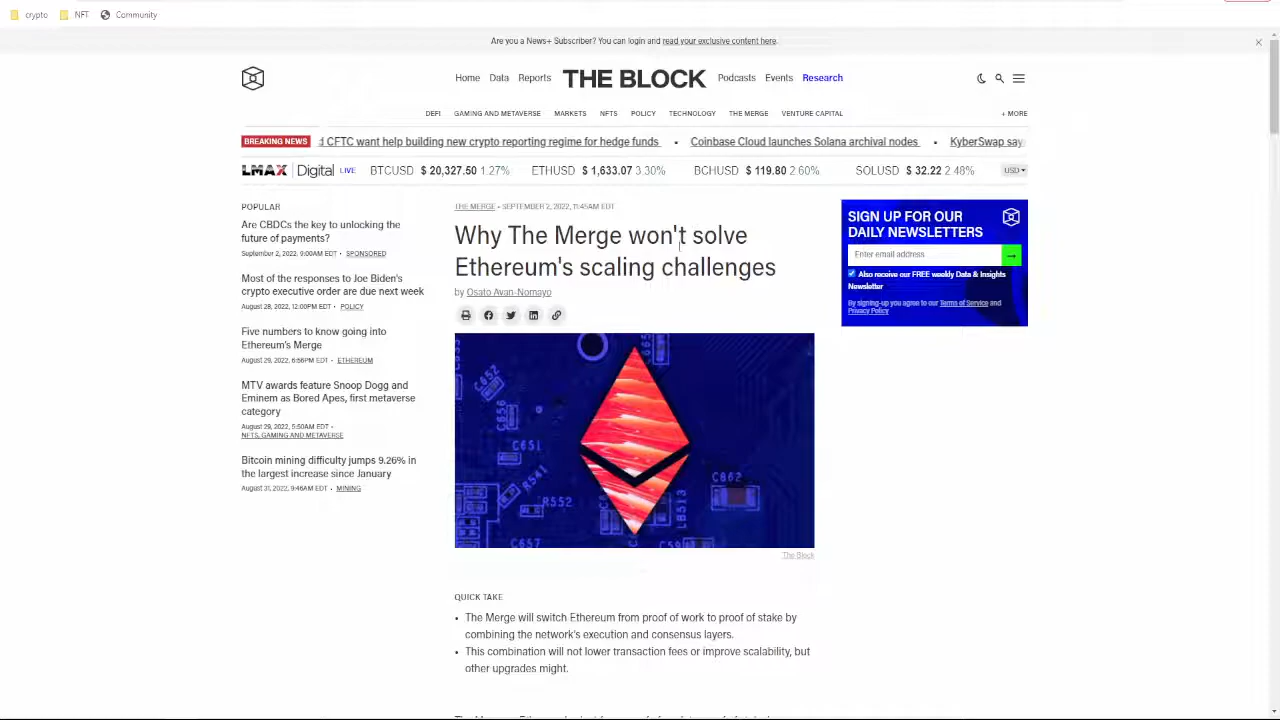 crypto NFT Community
Are you a News+ Subscriber? You can login and read your exclusive content here.
Home Data Reports THE BLOCK Podcasts Events Research
DEFI GAMING AND METAVERSE MARKETS NFTS POLICY TECHNOLOGY THE MERGE VENTURE CAPITAL + MORE
BREAKING NEWS CFTC want help building new crypto reporting regime for hedge funds • Coinbase Cloud launches Solana archival nodes • KyberSwap say
LMAX Digital LIVE BTCUSD $ 20,327.50 1.27% ETHUSD $ 1,633.07 3.30% BCHUSD $ 119.80 2.60% SOLUSD $ 32.22 2.48% USD
POPULAR
Are CBDCs the key to unlocking the
future of payments?
September 2, 2022, 9:00AM EDT • SPONSORED
Most of the responses to Joe Biden's
crypto executive order are due next week
August 28, 2022, 12:00PM EDT • POLICY
Five numbers to know going into
Ethereum's Merge
August 29, 2022, 6:56PM EDT • ETHEREUM
MTV awards feature Snoop Dogg and
Eminem as Bored Apes, first metaverse
category
August 29, 2022, 5:50AM EDT •
NFTS, GAMING AND METAVERSE
Bitcoin mining difficulty jumps 9.26% in
the largest increase since January
August 31, 2022, 9:46AM EDT • MINING
THE MERGE • SEPTEMBER 2, 2022, 11:45AM EDT
Why The Merge won't solve
Ethereum's scaling challenges
by Osato Avan-Nomayo
C652
C656
C651
R541
R552
C657
C862
LB513
The Block
QUICK TAKE
• The Merge will switch Ethereum from proof of work to proof of stake by
combining the network's execution and consensus layers.
• This combination will not lower transaction fees or improve scalability, but
other upgrades might.
SIGN UP FOR OUR
DAILY NEWSLETTERS
Enter email address →
Also receive our FREE weekly Data & Insights
Newsletter
By signing-up you agree to our Terms of Service and
Privacy Policy